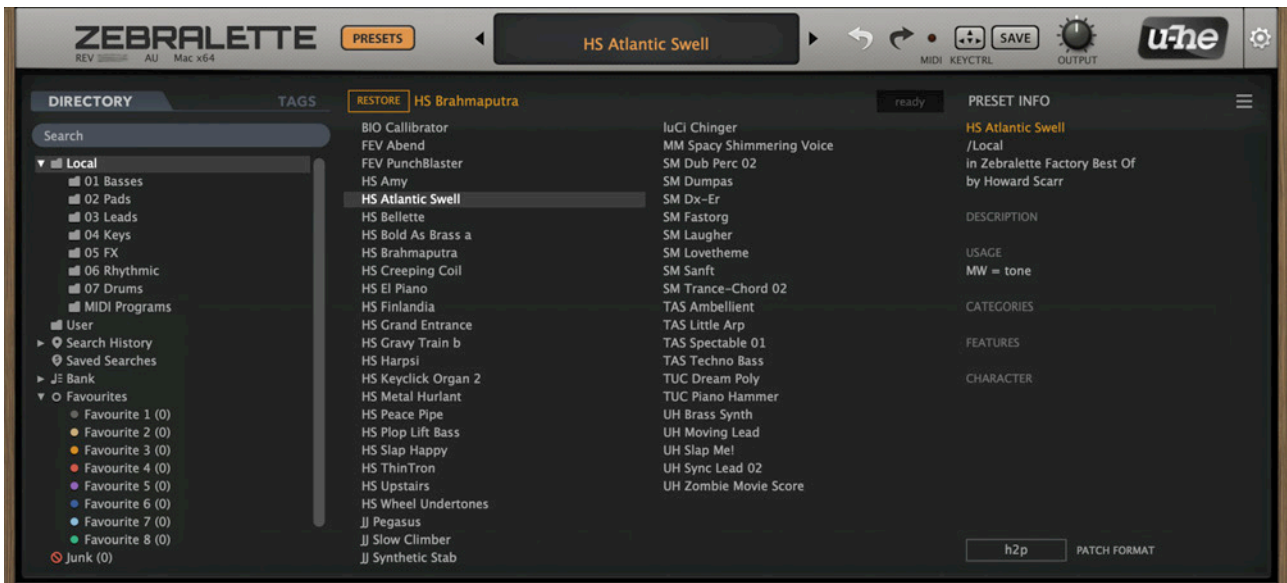 ZEBRALETTE
REV AU Mac x64
PRESETS
HS Atlantic Swell
SAVE
MIDI KEYCTRL
OUTPUT
u-he
DIRECTORY TAGS
Search
Local
01 Basses
02 Pads
03 Leads
04 Keys
05 FX
06 Rhythmic
07 Drums
MIDI Programs
User
Search History
Saved Searches
Bank
Favourites
Favourite 1 (0)
Favourite 2 (0)
Favourite 3 (0)
Favourite 4 (0)
Favourite 5 (0)
Favourite 6 (0)
Favourite 7 (0)
Favourite 8 (0)
Junk (0)
RESTORE HS Brahmaputra
ready
BIO Callibrator
FEV Abend
FEV PunchBlaster
HS Amy
HS Atlantic Swell
HS Bellette
HS Bold As Brass a
HS Brahmaputra
HS Creeping Coil
HS El Piano
HS Finlandia
HS Grand Entrance
HS Gravy Train b
HS Harpsi
HS Keyclick Organ 2
HS Metal Hurlant
HS Peace Pipe
HS Plop Lift Bass
HS Slap Happy
HS ThinTron
HS Upstairs
HS Wheel Undertones
JJ Pegasus
JJ Slow Climber
JJ Synthetic Stab
luCi Chinger
MM Spacy Shimmering Voice
SM Dub Perc 02
SM Dumpas
SM Dx-Er
SM Fastorg
SM Laugher
SM Lovetheme
SM Sanft
SM Trance-Chord 02
TAS Ambellient
TAS Little Arp
TAS Spectable 01
TAS Techno Bass
TUC Dream Poly
TUC Piano Hammer
UH Brass Synth
UH Moving Lead
UH Slap Me!
UH Sync Lead 02
UH Zombie Movie Score
PRESET INFO
HS Atlantic Swell
/Local
in Zebralette Factory Best Of
by Howard Scarr
DESCRIPTION
USAGE
MW = tone
CATEGORIES
FEATURES
CHARACTER
h2p PATCH FORMAT